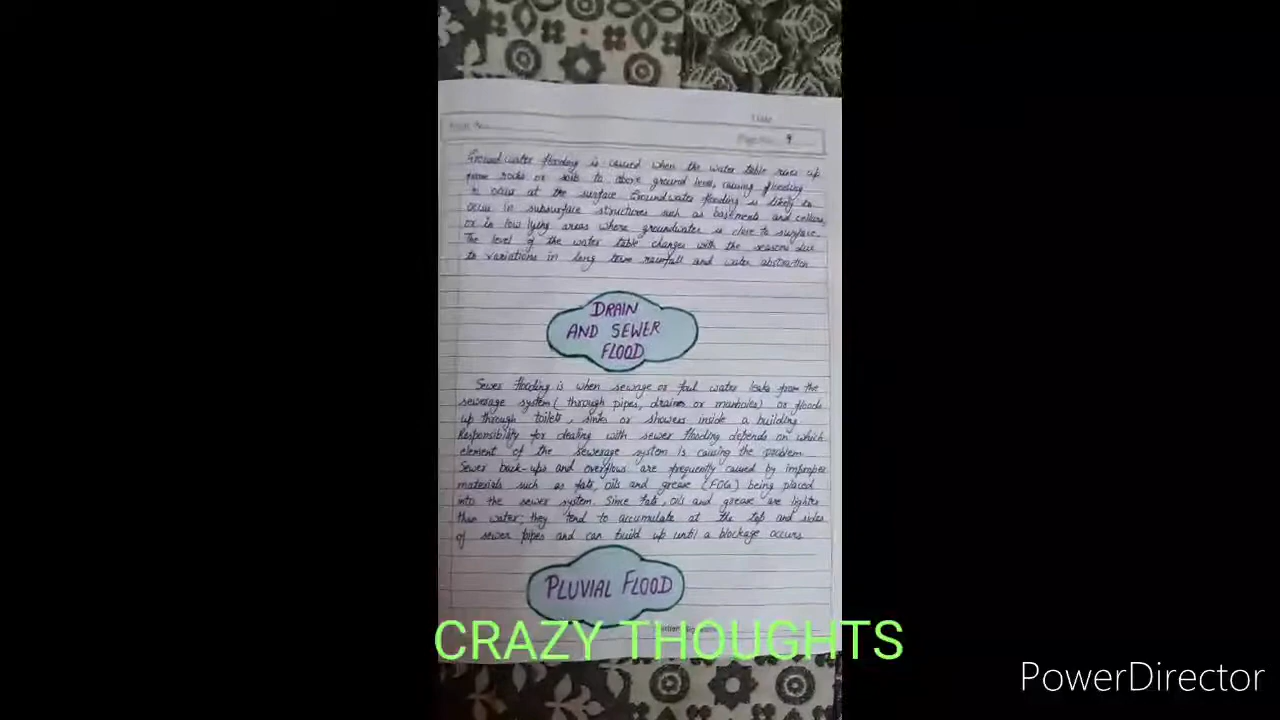 Date
Page No. 9
Groundwater flooding is caused when the water table rises up
from rocks or soils to above ground level, causing flooding
to occur at the surface. Groundwater flooding is likely to
occur in subsurface structures such as basements and cellars,
or in low lying areas where groundwater is close to surface.
The level of the water table changes with the seasons due
to variations in long term rainfall and water abstraction
DRAIN
AND SEWER
FLOOD
Sewer flooding is when sewage or foul water leaks from the
sewerage system (through pipes, drains or manholes) or floods
up through toilets, sinks or showers inside a building
Responsibility for dealing with sewer flooding depends on which
element of the sewerage system is causing the problem
Sewer back-ups and overflows are frequently caused by improper
materials such as fats, oils and grease (FOG) being placed
into the sewer system. Since fats, oils and grease are lighter
than water; they tend to accumulate at the top and sides
of sewer pipes and can build up until a blockage occurs
PLUVIAL FLOOD
CRAZY THOUGHTS
PowerDirector